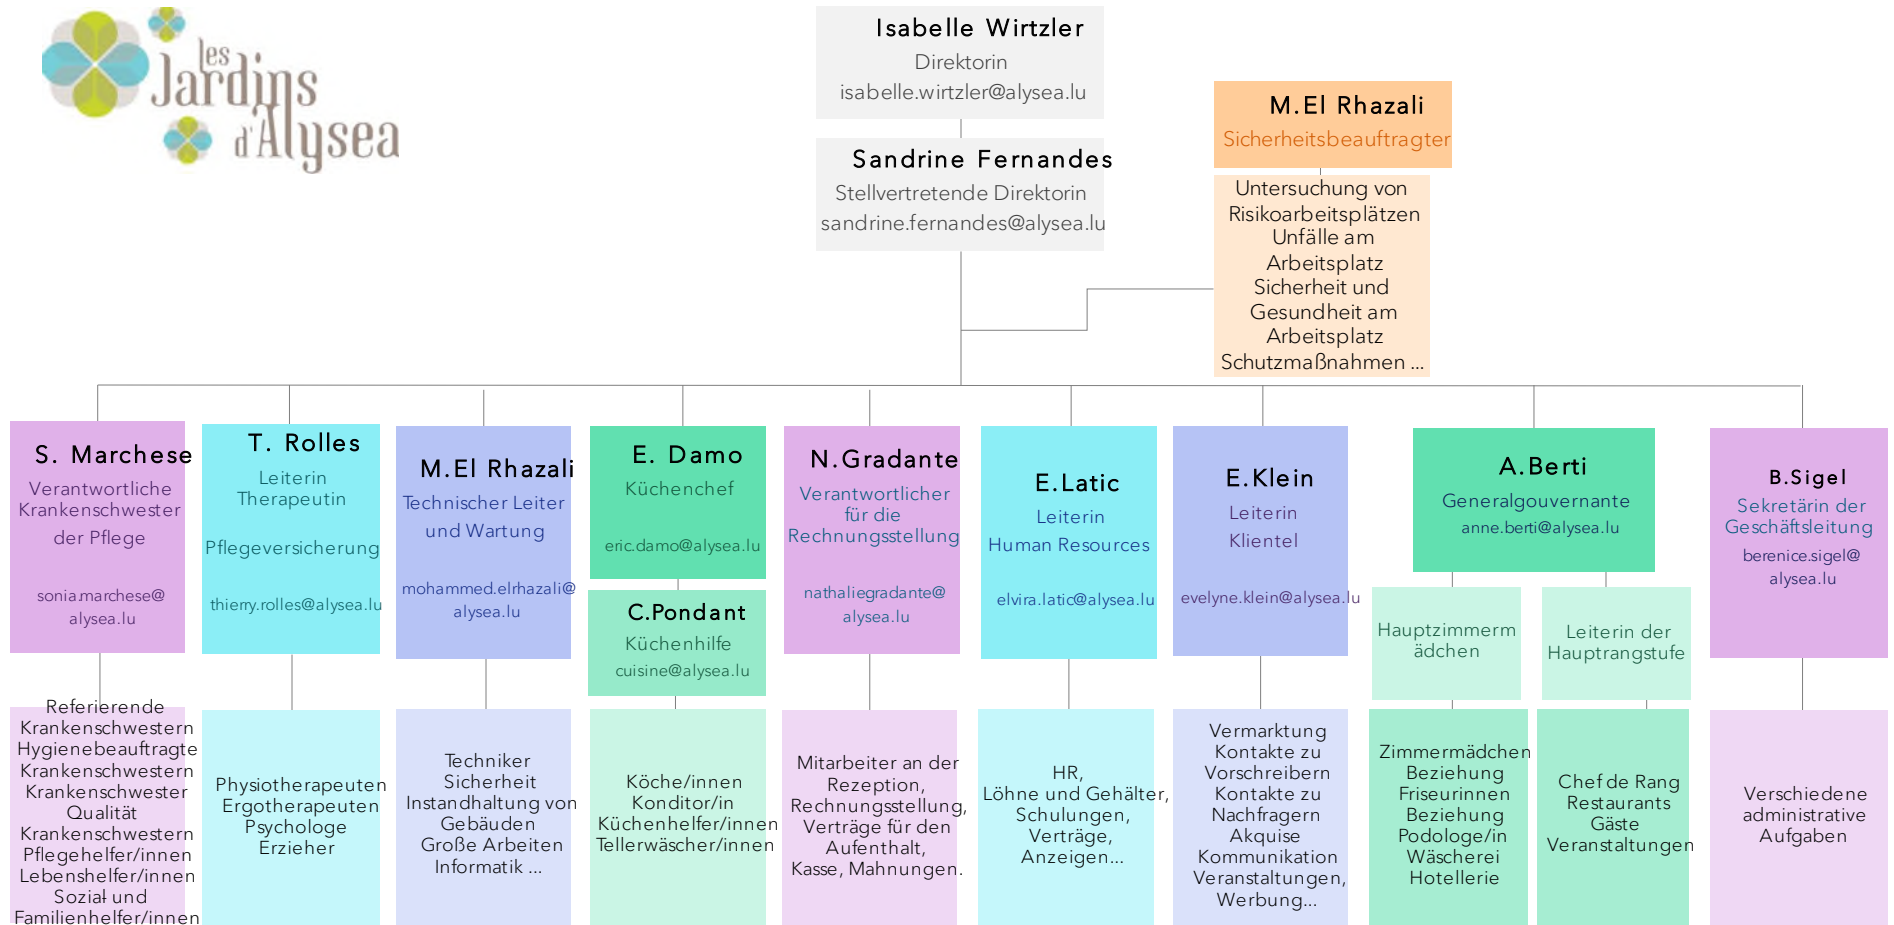 les
Jardins
d'Alysea
Isabelle Wirtzler
Direktorin
isabelle.wirtzler@alysea.lu
Sandrine Fernandes
Stellvertretende Direktorin
sandrine.fernandes@alysea.lu
M.El Rhazali
Sicherheitsbeauftragter
Untersuchung von
Risikoarbeitsplätzen
Unfälle am
Arbeitsplatz
Sicherheit und
Gesundheit am
Arbeitsplatz
Schutzmaßnahmen ...
S. Marchese
Verantwortliche
Krankenschwester
der Pflege
sonia.marchese@
alysea.lu
Referierende
Krankenschwestern
Hygienebeauftragte
Krankenschwestern
Krankenschwester
Qualität
Krankenschwestern
Pflegehelfer/innen
Lebenshelfer/innen
Sozial- und
Familienhelfer/innen
T. Rolles
Leiterin
Therapeutin
Pflegeversicherung
thierry.rolles@alysea.lu
Physiotherapeuten
Ergotherapeuten
Psychologe
Erzieher
M.El Rhazali
Technischer Leiter
und Wartung
mohammed.elrhazali@
alysea.lu
Techniker
Sicherheit
Instandhaltung von
Gebäuden
Große Arbeiten
Informatik ...
E. Damo
Küchenchef
eric.damo@alysea.lu
C.Pondant
Küchenhilfe
cuisine@alysea.lu
Köche/innen
Konditor/in
Küchenhelfer/innen
Tellerwäscher/innen
N.Gradante
Verantwortlicher
für die
Rechnungsstellung
nathaliegradante@
alysea.lu
Mitarbeiter an der
Rezeption,
Rechnungsstellung,
Verträge für den
Aufenthalt,
Kasse, Mahnungen.
E.Latic
Leiterin
Human Resources
elvira.latic@alysea.lu
HR,
Löhne und Gehälter,
Schulungen,
Verträge,
Anzeigen...
E.Klein
Leiterin
Klientel
evelyne.klein@alysea.lu
Vermarktung
Kontakte zu
Vorschreibern
Kontakte zu
Nachfragern
Akquise
Kommunikation
Veranstaltungen,
Werbung...
A.Berti
Generalgouvernante
anne.berti@alysea.lu
Hauptzimmerm
ädchen
Zimmermädchen
Beziehung
Friseurinnen
Beziehung
Podologe/in
Wäscherei
Hotellerie
Leiterin der
Hauptrangstufe
Chef de Rang
Restaurants
Gäste
Veranstaltungen
B.Sigel
Sekretärin der
Geschäftsleitung
berenice.sigel@
alysea.lu
Verschiedene
administrative
Aufgaben